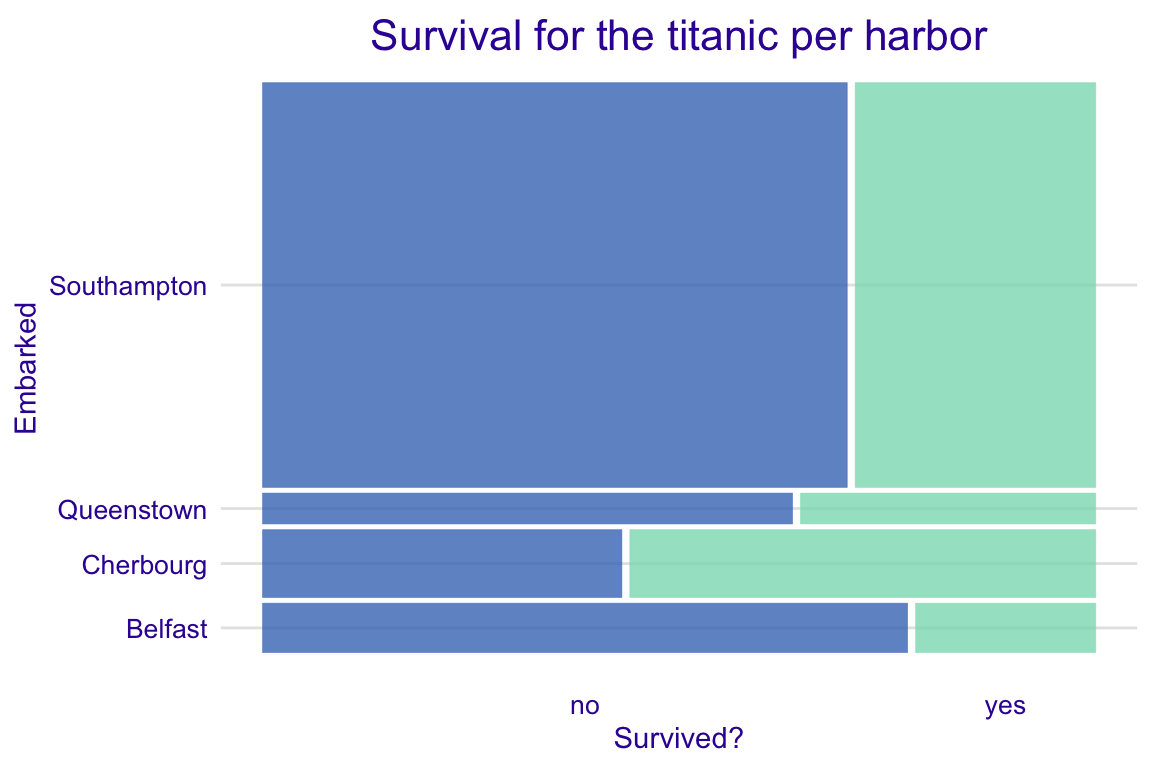 Survival for the titanic per harbor
Embarked
Southampton
Queenstown
Cherbourg
Belfast
no yes
Survived?